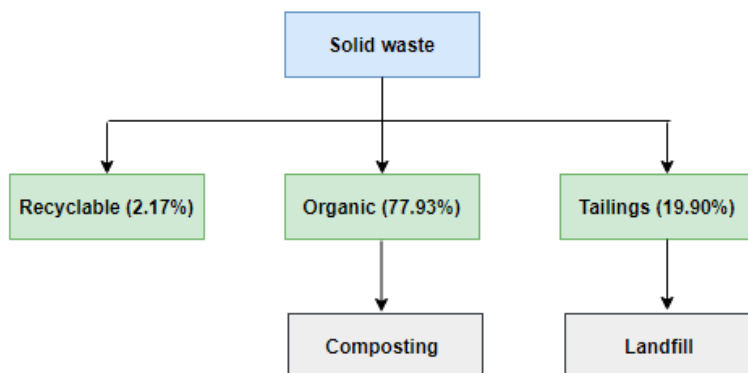 Solid waste
Recyclable (2.17%)
Organic (77.93%)
Tailings (19.90%)
Composting
Landfill